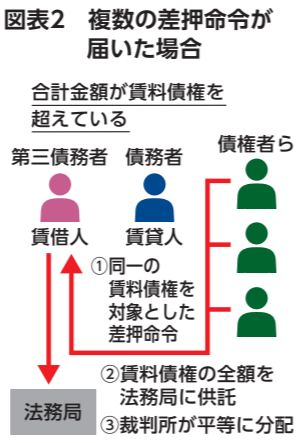 図表2 複数の差押命令が
届いた場合
合計金額が賃料債権を
超えている
第三債務者
債務者
債権者ら
賃借人
賃貸人
①同一の
賃料債権を
対象とした
差押命令
②賃料債権の全額を
法務局に供託
法務局
③裁判所が平等に分配